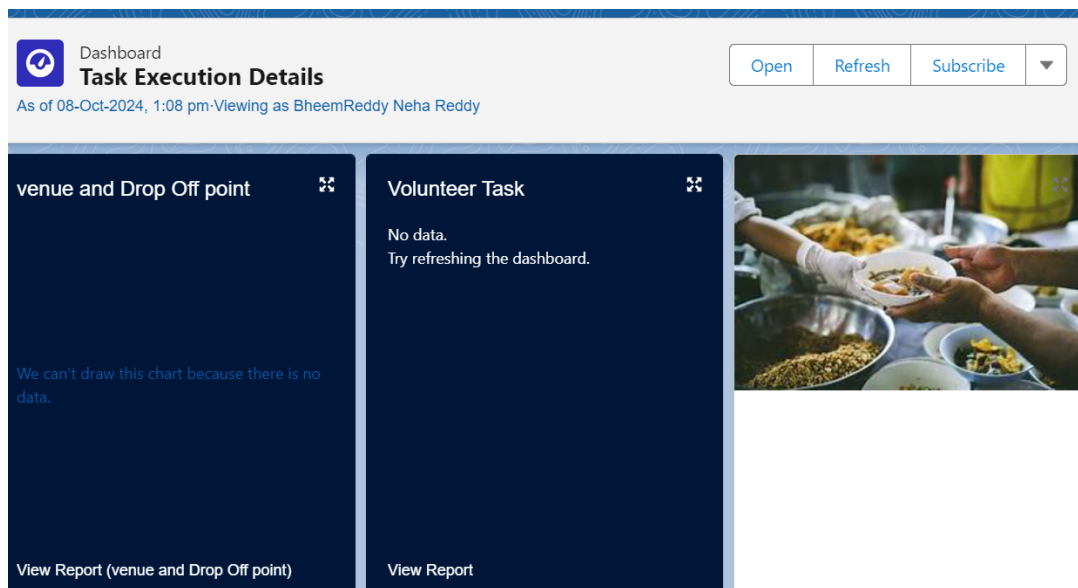 Dashboard
Task Execution Details
As of 08-Oct-2024, 1:08 pm·Viewing as BheemReddy Neha Reddy
Open
Refresh
Subscribe
venue and Drop Off point
We can't draw this chart because there is no
data.
View Report (venue and Drop Off point)
Volunteer Task
No data.
Try refreshing the dashboard.
View Report